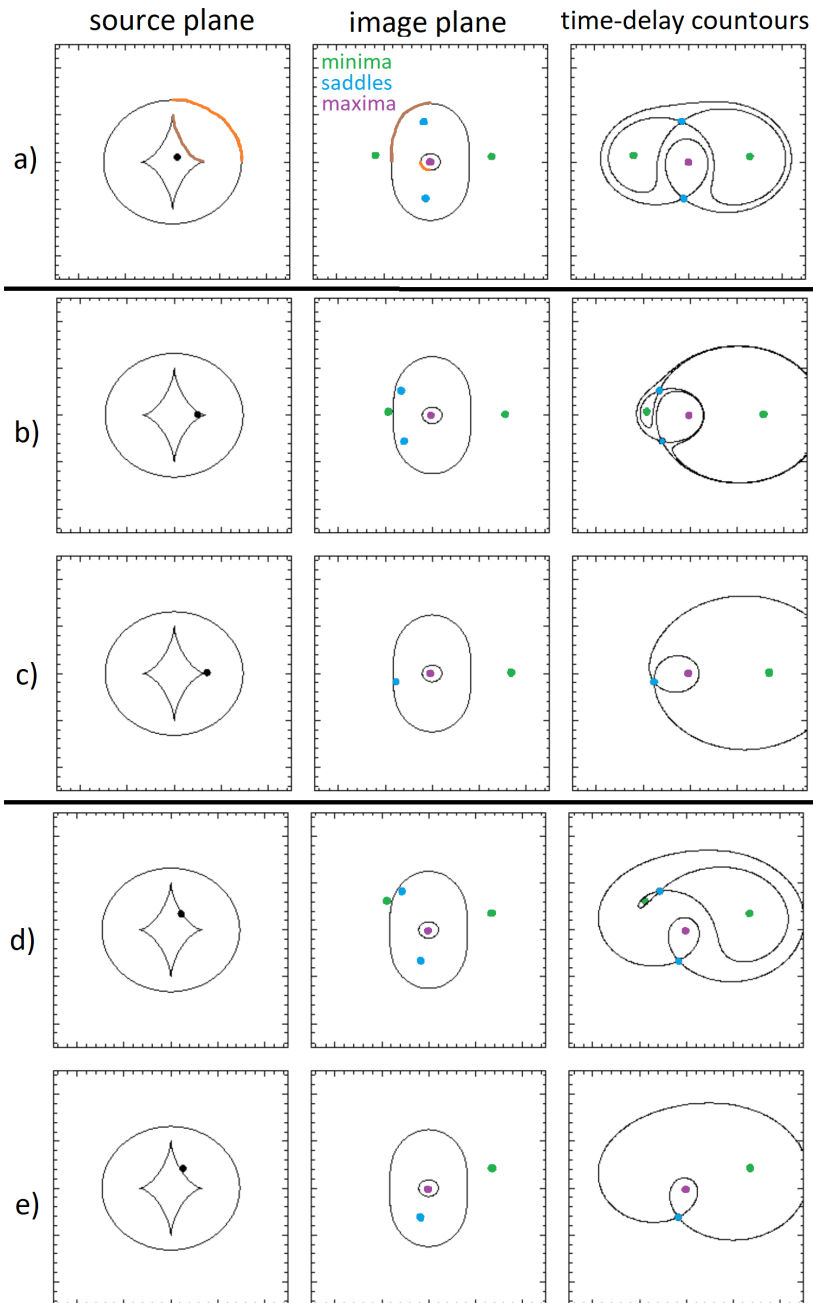 source plane image plane time-delay countours
minima
saddles
maxima
a)
b)
c)
d)
e)